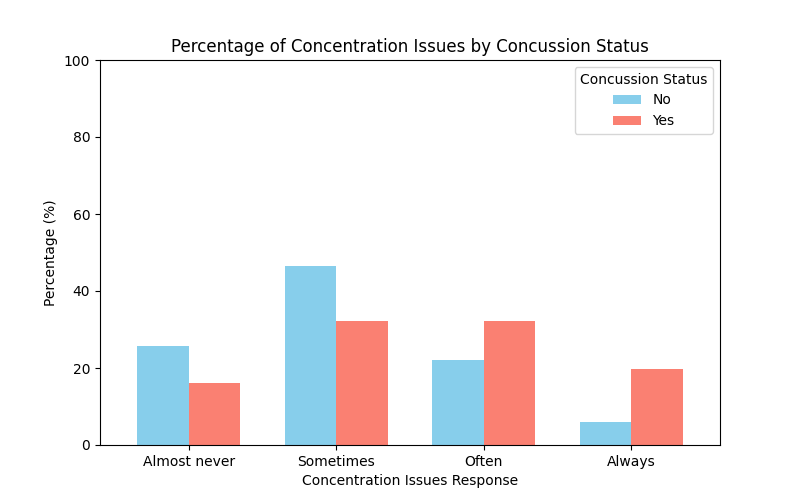 Percentage of Concentration Issues by Concussion Status
100
80
60
40
20
0
Percentage (%)
Concussion Status
No
Yes
Almost never
Sometimes
Often
Always
Concentration Issues Response